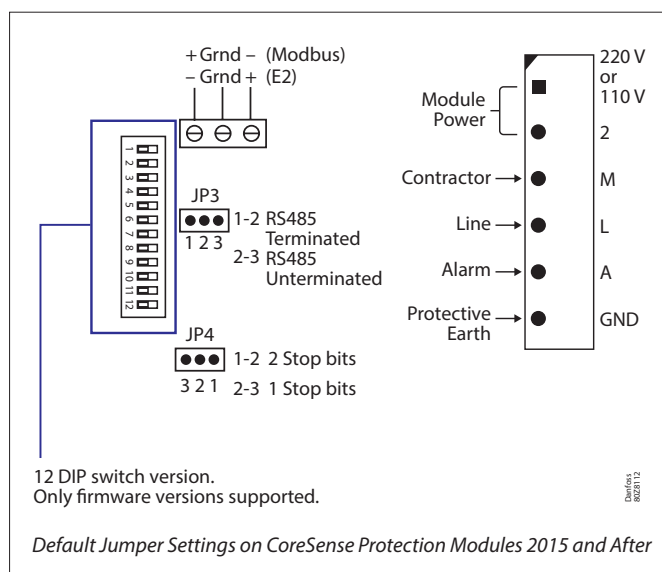 + Grnd – (Modbus)
– Grnd + (E2)
1
2
3
4
5
6
7
8
9
10
11
12
JP3
1 2 3
1-2 RS485
Terminated
2-3 RS485
Unterminated
JP4
3 2 1
1-2 2 Stop bits
2-3 1 Stop bits
12 DIP switch version.
Only firmware versions supported.
Module
Power
220 V
or
110 V
2
Contractor
M
Line
L
Alarm
A
Protective
Earth
GND
Danfoss
80Z8112
Default Jumper Settings on CoreSense Protection Modules 2015 and After